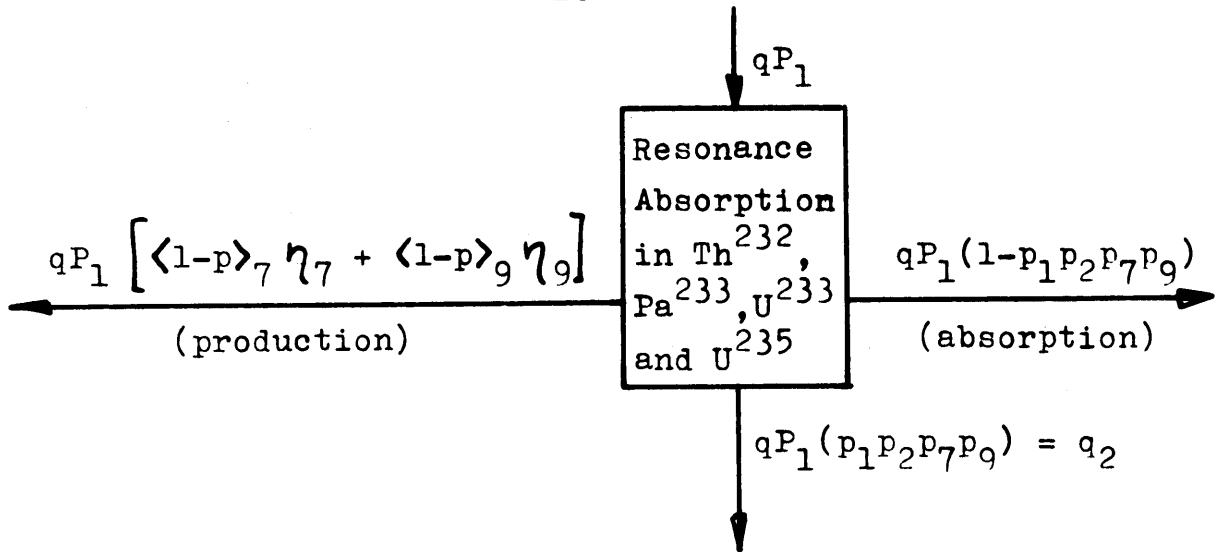 qP₁
Resonance
Absorption
in Th²³²,
Pa²³³,U²³³
and U²³⁵
qP₁ [<1-p>₇ η₇ + <1-p>₉ η₉]
(production)
qP₁(1-p₁p₂p₇p₉)
(absorption)
qP₁(p₁p₂p₇p₉) = q₂